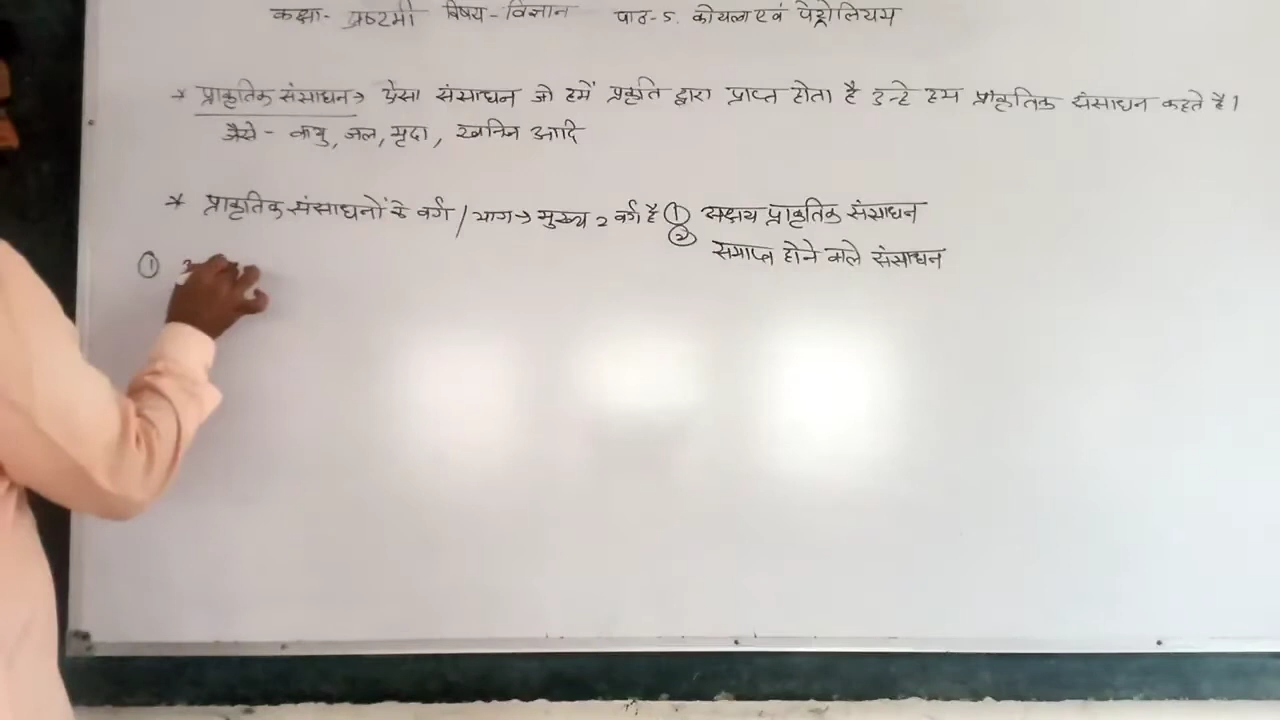 कक्षा- अष्टमी विषय - विज्ञान पाठ-5. कोयला एवं पेट्रोलियम
* प्राकृतिक संसाधन → ऐसा संसाधन जो हमें प्रकृति द्वारा प्राप्त होता है उन्हे हम प्राकृतिक संसाधन कहते है।
जैसे - वायु, जल, मृदा, खनिज आदि
* प्राकृतिक संसाधनों के वर्ग / भाग → मुख्य 2 वर्ग है ① अक्षय प्राकृतिक संसाधन
② समाप्त होने वाले संसाधन
①